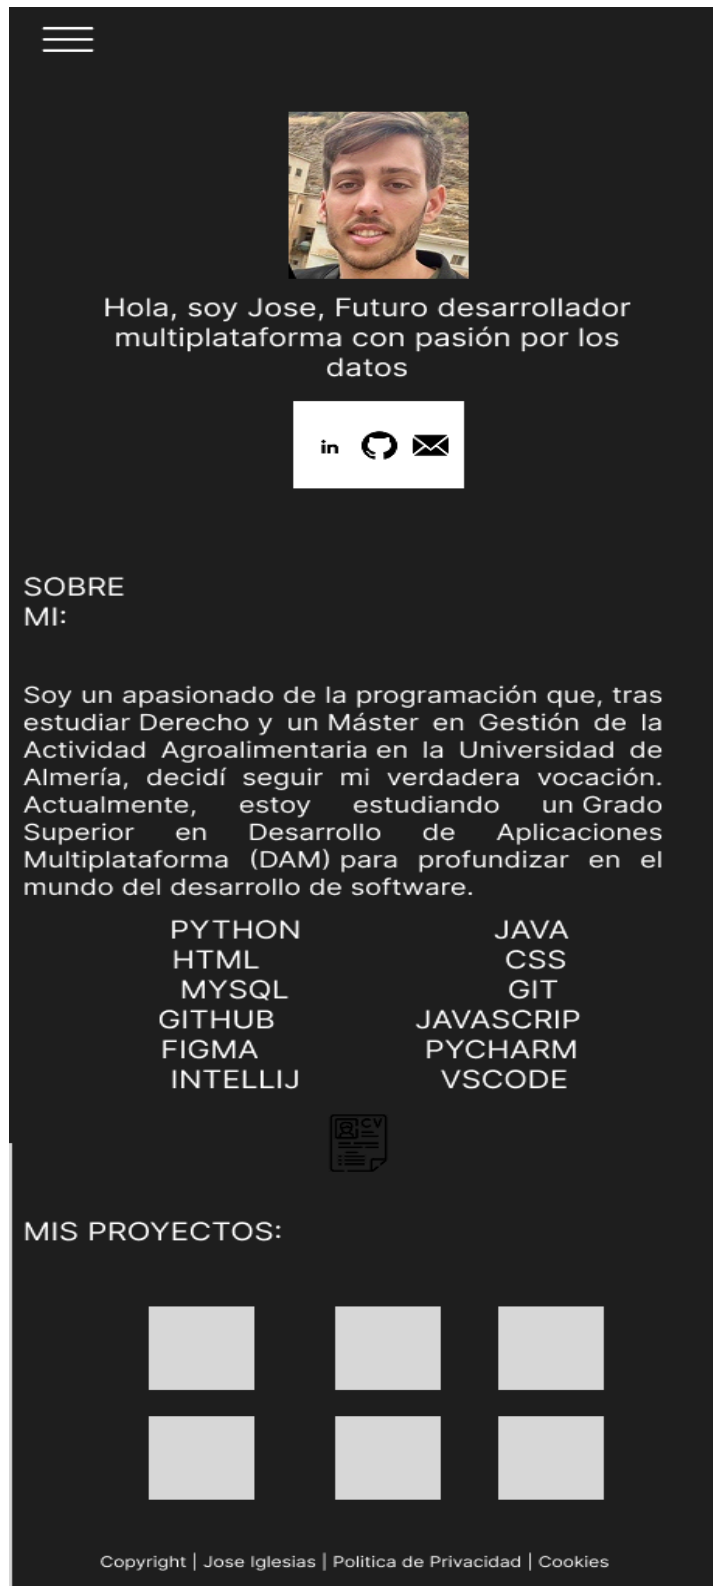 Hola, soy Jose, Futuro desarrollador
multiplataforma con pasión por los
datos
in
SOBRE
MI:
Soy un apasionado de la programación que, tras
estudiar Derecho y un Máster en Gestión de la
Actividad Agroalimentaria en la Universidad de
Almería, decidí seguir mi verdadera vocación.
Actualmente, estoy estudiando un Grado
Superior en Desarrollo de Aplicaciones
Multiplataforma (DAM) para profundizar en el
mundo del desarrollo de software.
PYTHON JAVA
HTML CSS
MYSQL GIT
GITHUB JAVASCRIP
FIGMA PYCHARM
INTELLIJ VSCODE
CV
MIS PROYECTOS:
Copyright | Jose Iglesias | Politica de Privacidad | Cookies